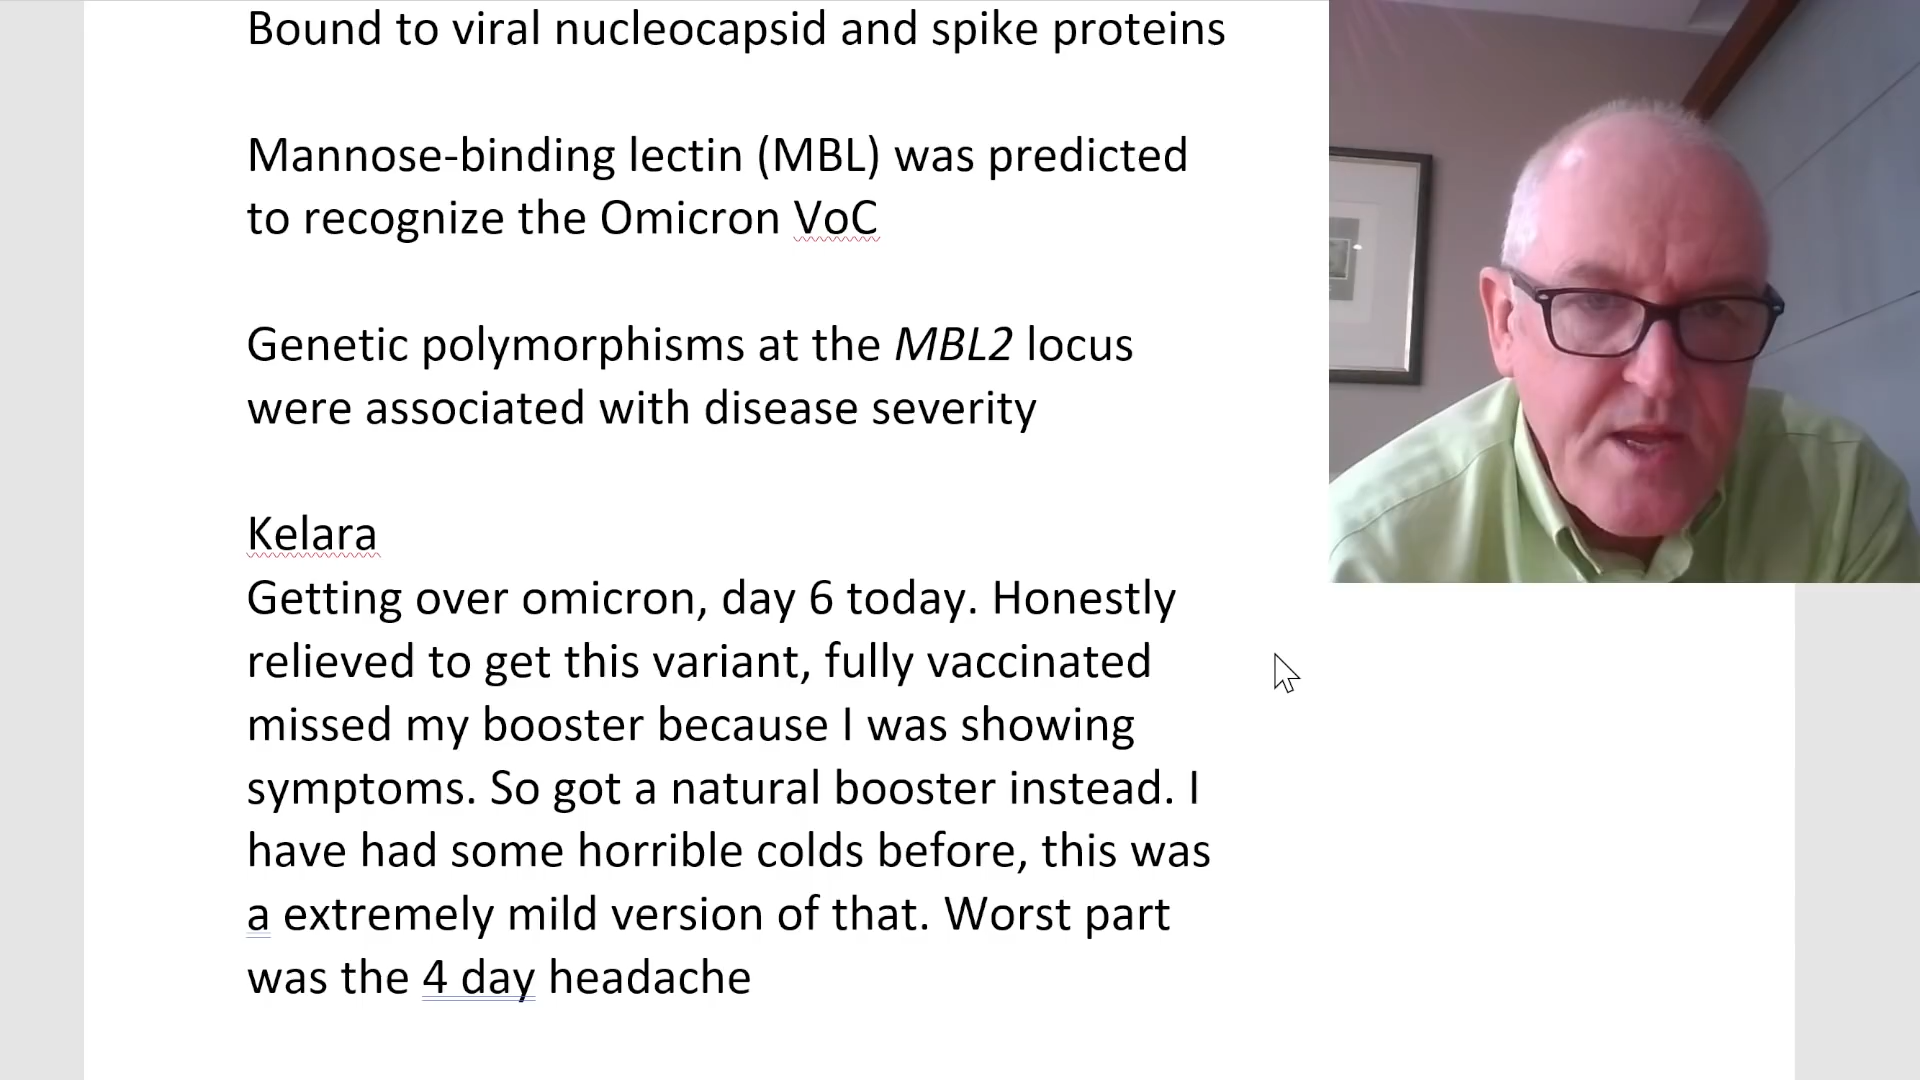 Bound to viral nucleocapsid and spike proteins
Mannose-binding lectin (MBL) was predicted
to recognize the Omicron VoC
Genetic polymorphisms at the MBL2 locus
were associated with disease severity
Kelara
Getting over omicron, day 6 today. Honestly
relieved to get this variant, fully vaccinated
missed my booster because I was showing
symptoms. So got a natural booster instead. I
have had some horrible colds before, this was
a extremely mild version of that. Worst part
was the 4 day headache